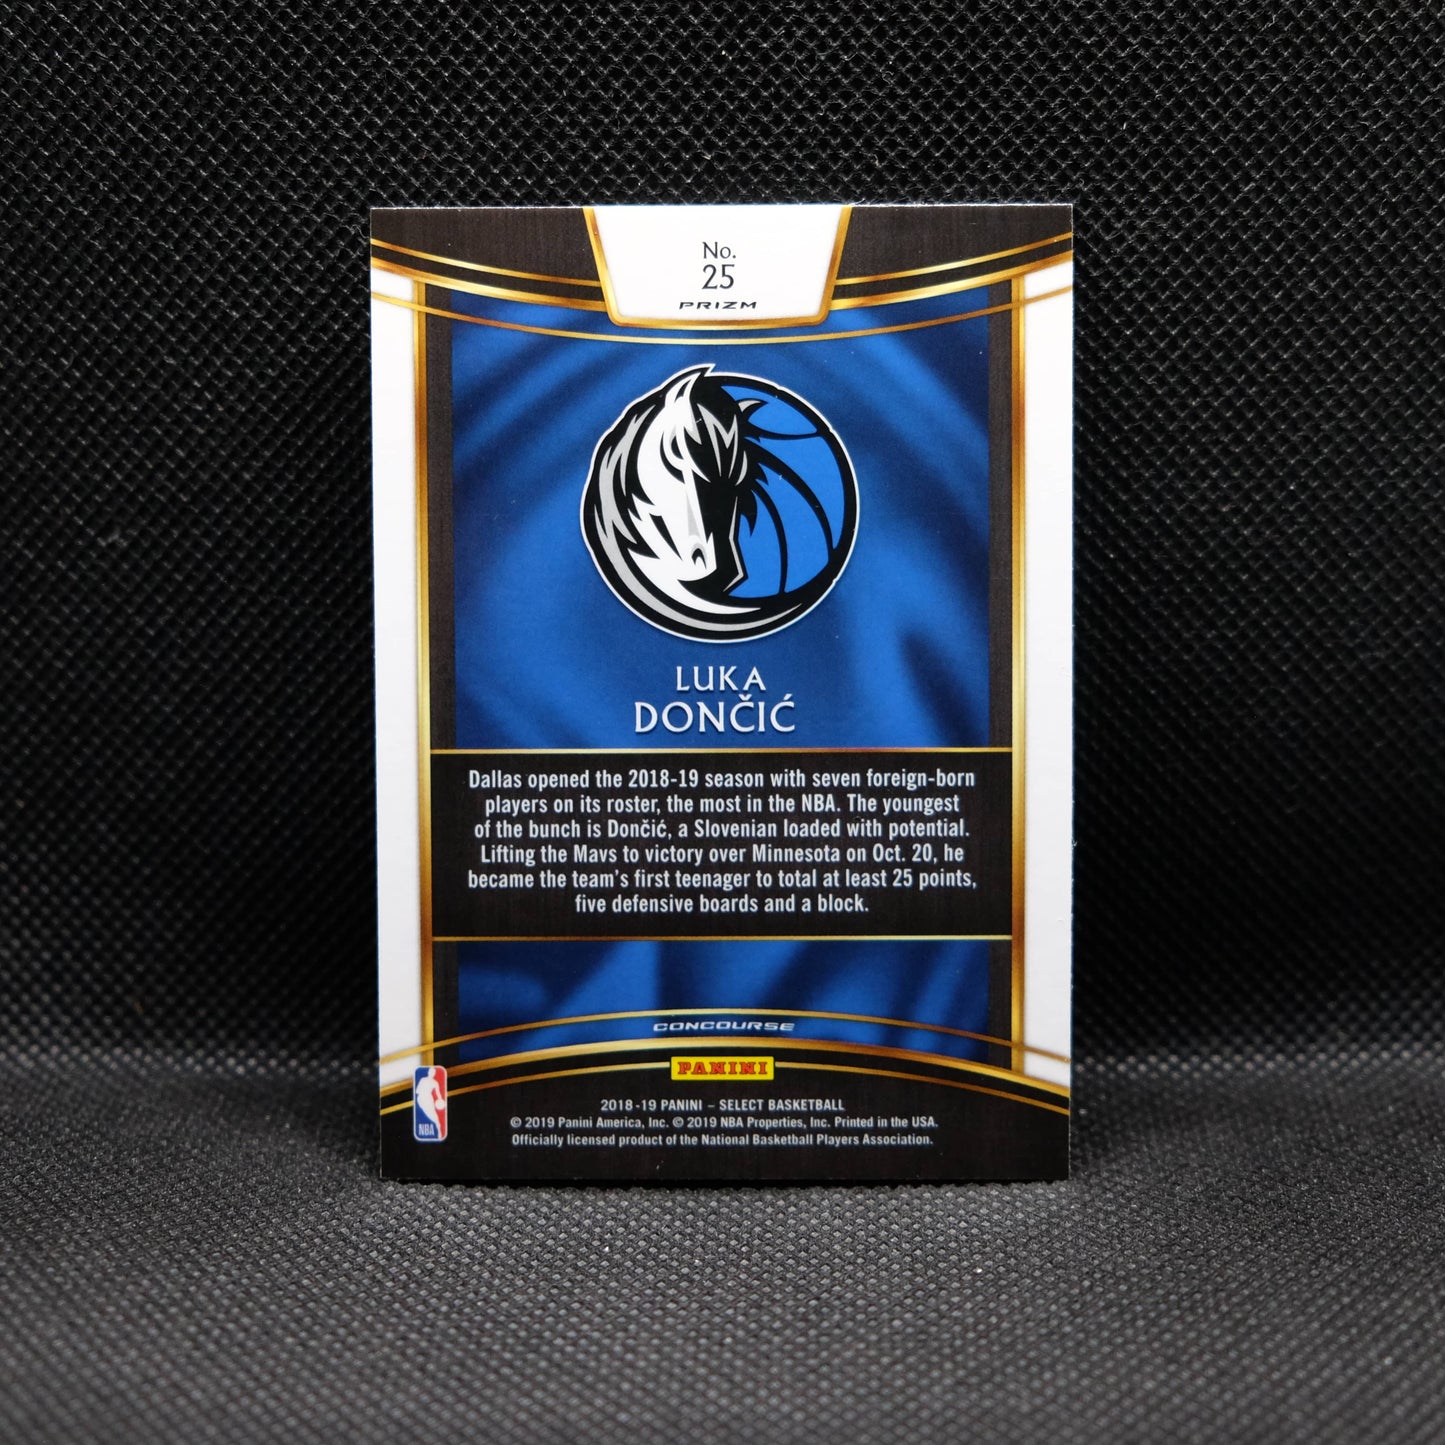 No.
25
PRIZM
LUKA
DONČIĆ
Dallas opened the 2018-19 season with seven foreign-born
players on its roster, the most in the NBA. The youngest
of the bunch is Dončić, a Slovenian loaded with potential.
Lifting the Mavs to victory over Minnesota on Oct. 20, he
became the team's first teenager to total at least 25 points,
five defensive boards and a block.
CONCOURSE
PANINI
NBA
2018-19 PANINI – SELECT BASKETBALL
© 2019 Panini America, Inc. © 2019 NBA Properties, Inc. Printed in the USA.
Officially licensed product of the National Basketball Players Association.